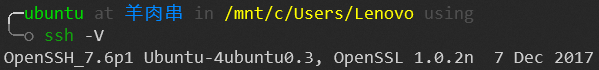 ubuntu at 羊肉串 in /mnt/c/Users/Lenovo using
ssh -V
OpenSSH_7.6p1 Ubuntu-4ubuntu0.3, OpenSSL 1.0.2n  7 Dec 2017